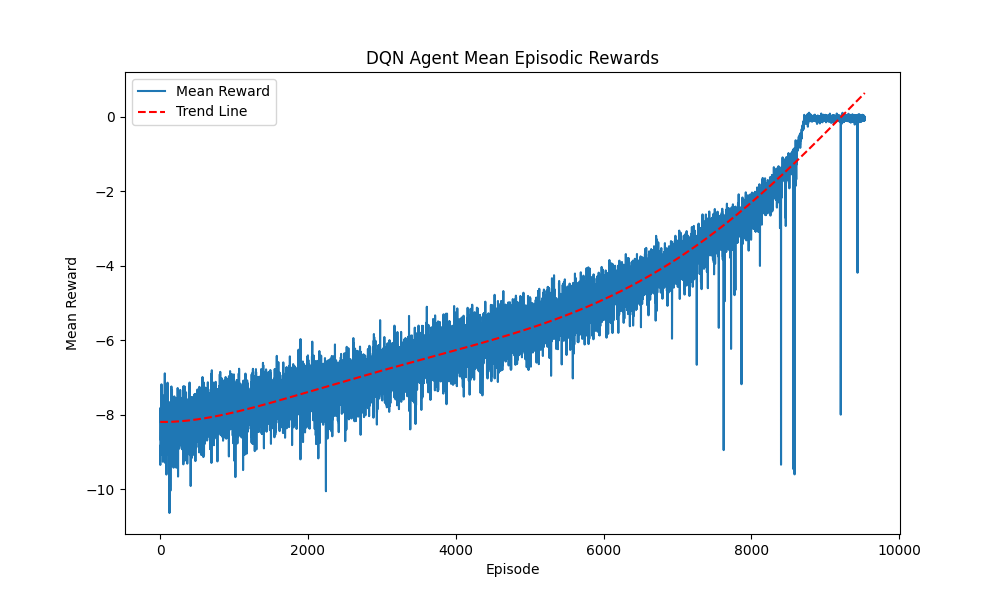 DQN Agent Mean Episodic Rewards
Mean Reward
Trend Line
0
−2
−4
−6
−8
−10
Mean Reward
0
2000
4000
6000
8000
10000
Episode